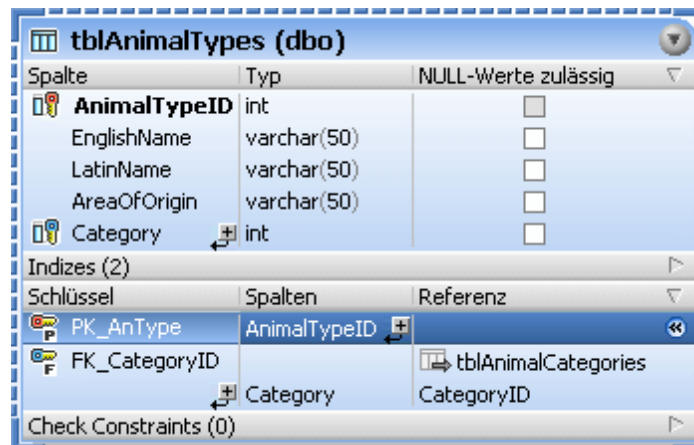 tblAnimalTypes (dbo)
Spalte Typ NULL-Werte zulässig
AnimalTypeID int
EnglishName varchar(50)
LatinName varchar(50)
AreaOfOrigin varchar(50)
Category int
Indizes (2)
Schlüssel Spalten Referenz
P PK_AnType AnimalTypeID
F FK_CategoryID tblAnimalCategories
Category CategoryID
Check Constraints (0)